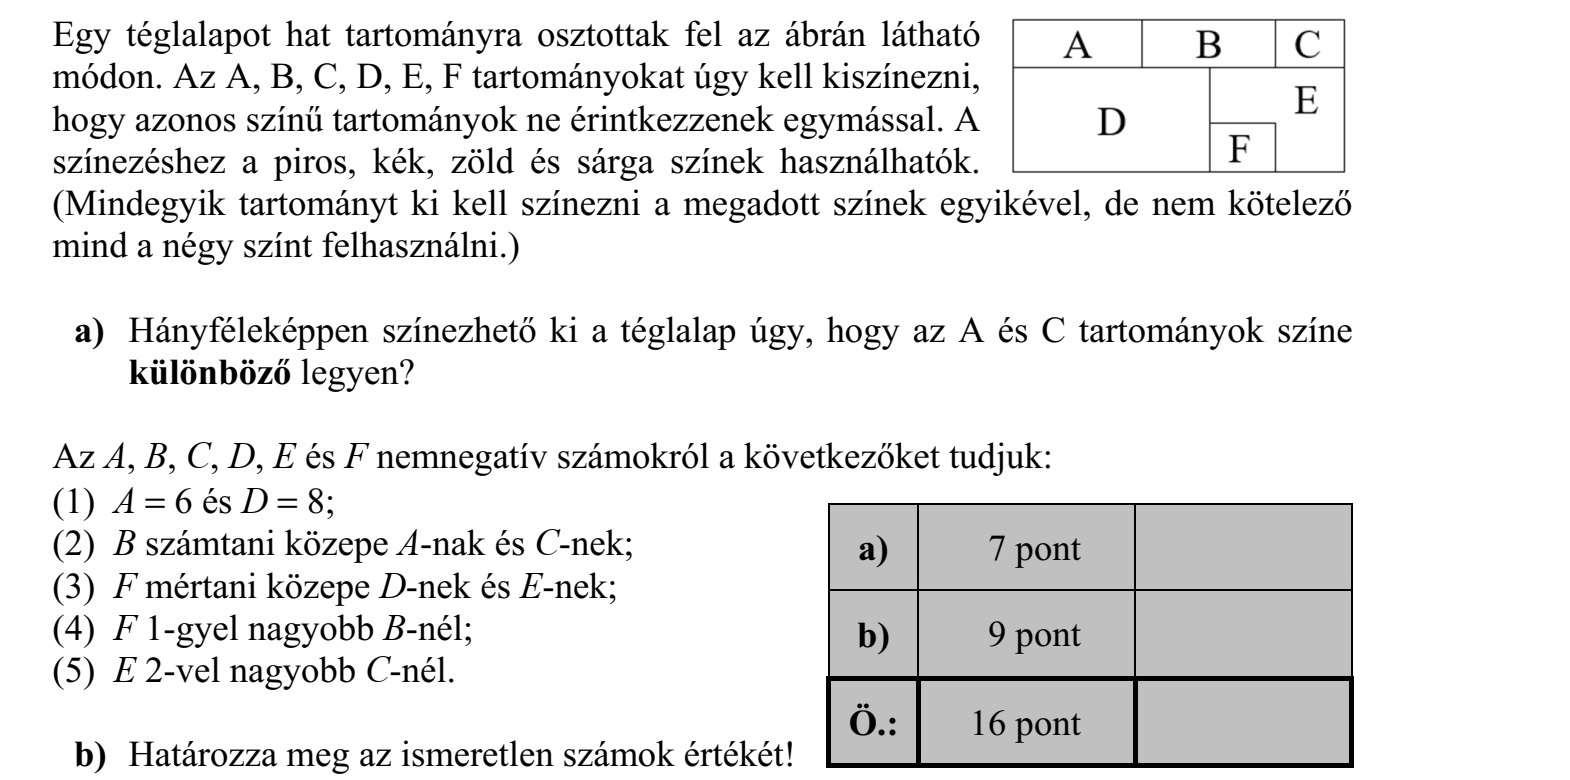 Egy téglalapot hat tartományra osztottak fel az ábrán látható
módon. Az A, B, C, D, E, F tartományokat úgy kell kiszínezni,
hogy azonos színű tartományok ne érintkezzenek egymással. A
színezéshez a piros, kék, zöld és sárga színek használhatók.
(Mindegyik tartományt ki kell színezni a megadott színek egyikével, de nem kötelező
mind a négy színt felhasználni.)
A B C
D E
F
a) Hányféleképpen színezhető ki a téglalap úgy, hogy az A és C tartományok színe
különböző legyen?
Az A, B, C, D, E és F nemnegatív számokról a következőket tudjuk:
(1) A = 6 és D = 8;
(2) B számtani közepe A-nak és C-nek;
(3) F mértani közepe D-nek és E-nek;
(4) F 1-gyel nagyobb B-nél;
(5) E 2-vel nagyobb C-nél.
b) Határozza meg az ismeretlen számok értékét!
a) 7 pont
b) 9 pont
Ö.: 16 pont